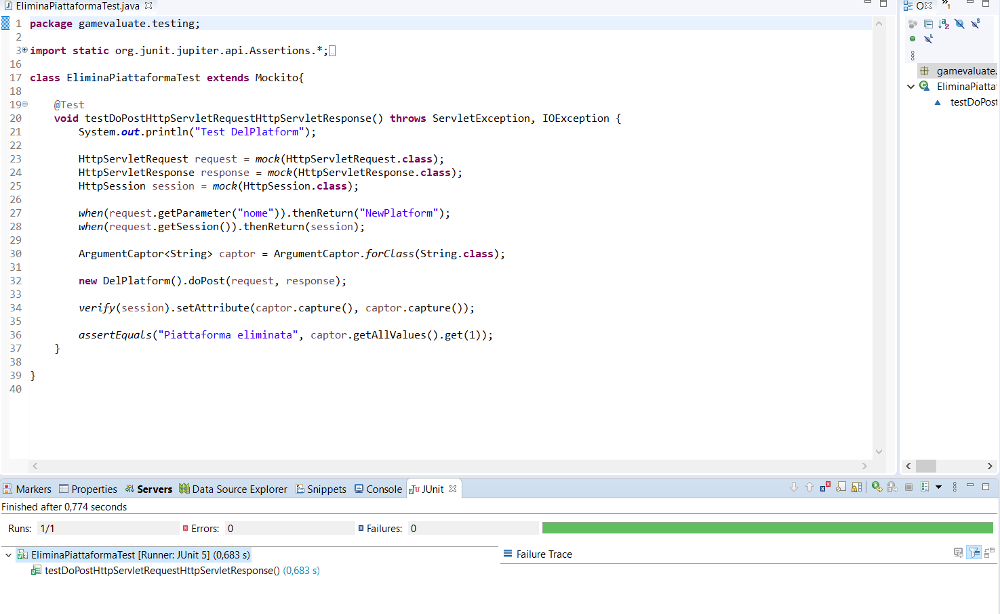 EliminaPiattaformaTest.java
1 package gamevaluate.testing;
2
3 import static org.junit.jupiter.api.Assertions.*;
16
17 class EliminaPiattaformaTest extends Mockito{
18
19 @Test
20 void testDoPostHttpServletRequestHttpServletResponse() throws ServletException, IOException {
21 System.out.println("Test DelPlatform");
22
23 HttpServletRequest request = mock(HttpServletRequest.class);
24 HttpServletResponse response = mock(HttpServletResponse.class);
25 HttpSession session = mock(HttpSession.class);
26
27 when(request.getParameter("nome")).thenReturn("NewPlatform");
28 when(request.getSession()).thenReturn(session);
29
30 ArgumentCaptor<String> captor = ArgumentCaptor.forClass(String.class);
31
32 new DelPlatform().doPost(request, response);
33
34 verify(session).setAttribute(captor.capture(), captor.capture());
35
36 assertEquals("Piattaforma eliminata", captor.getAllValues().get(1));
37 }
38
39 }
40
O
gamevaluate.
EliminaPiatta
testDoPost
Markers Properties Servers Data Source Explorer Snippets Console JUnit
Finished after 0,774 seconds
Runs: 1/1 Errors: 0 Failures: 0
EliminaPiattaformaTest [Runner: JUnit 5] (0,683 s)
testDoPostHttpServletRequestHttpServletResponse() (0,683 s)
Failure Trace